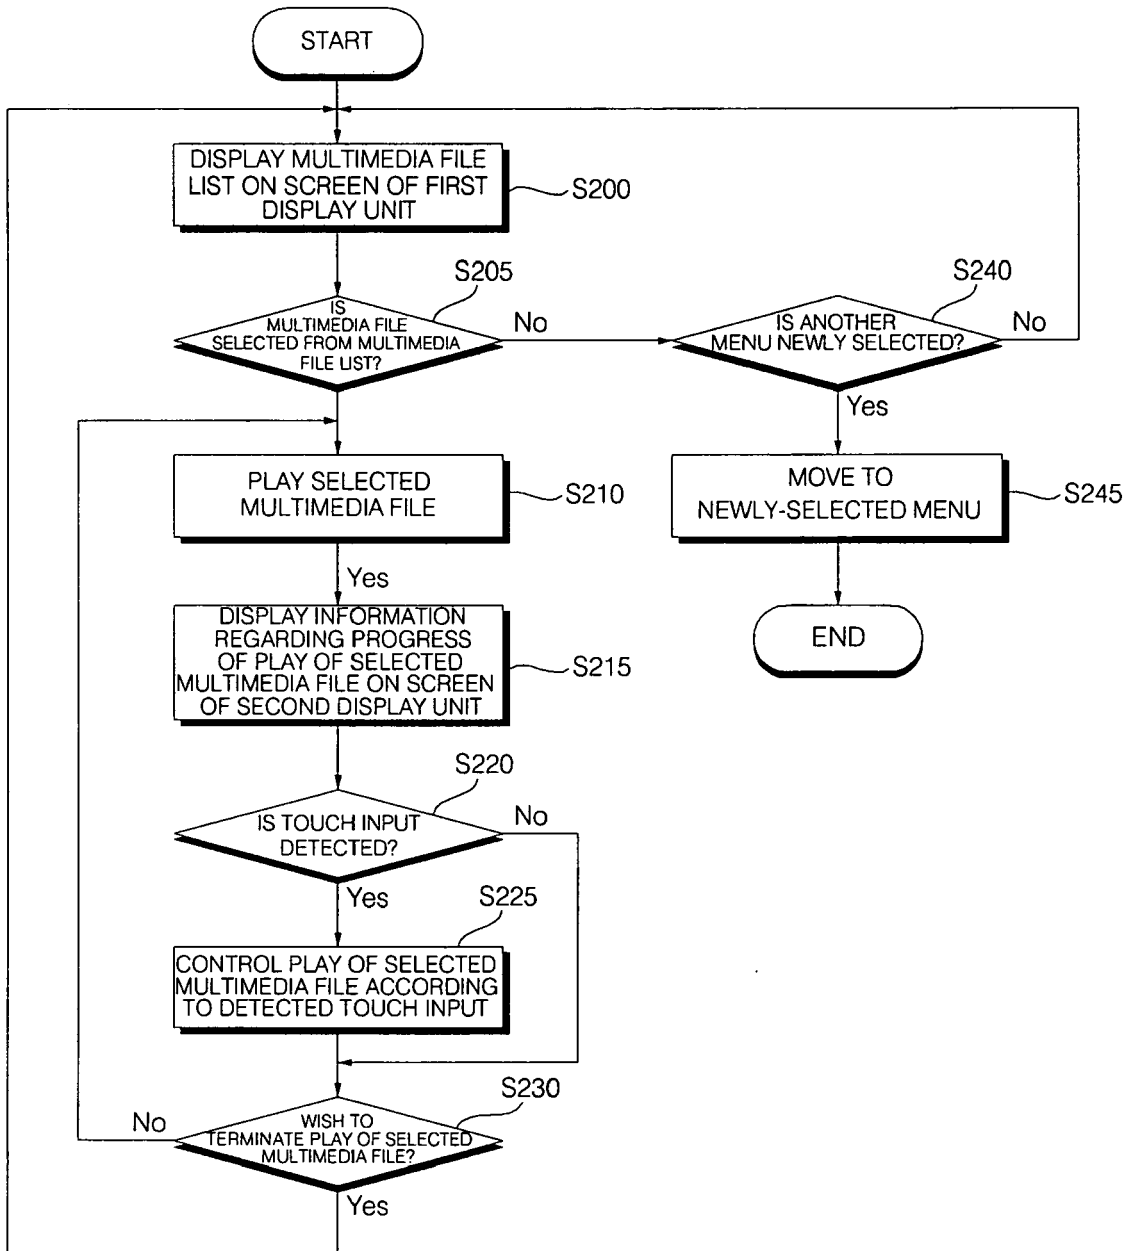 START
DISPLAY MULTIMEDIA FILE
LIST ON SCREEN OF FIRST
DISPLAY UNIT
S200
S205
IS
MULTIMEDIA FILE
SELECTED FROM MULTIMEDIA
FILE LIST?
No
S240
IS ANOTHER
MENU NEWLY SELECTED?
No
Yes
PLAY SELECTED
MULTIMEDIA FILE
S210
MOVE TO
NEWLY-SELECTED MENU
S245
Yes
DISPLAY INFORMATION
REGARDING PROGRESS
OF PLAY OF SELECTED
MULTIMEDIA FILE ON SCREEN
OF SECOND DISPLAY UNIT
S215
END
S220
IS TOUCH INPUT
DETECTED?
No
Yes
S225
CONTROL PLAY OF SELECTED
MULTIMEDIA FILE ACCORDING
TO DETECTED TOUCH INPUT
S230
WISH TO
TERMINATE PLAY OF SELECTED
MULTIMEDIA FILE?
No
Yes